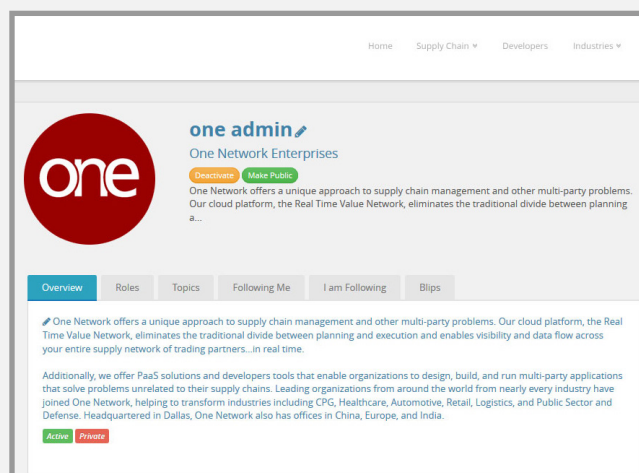 Home Supply Chain Developers Industries
one
one admin
One Network Enterprises
Deactivate Make Public
One Network offers a unique approach to supply chain management and other multi-party problems.
Our cloud platform, the Real Time Value Network, eliminates the traditional divide between planning
a...
Overview Roles Topics Following Me I am Following Blips
One Network offers a unique approach to supply chain management and other multi-party problems. Our cloud platform, the Real
Time Value Network, eliminates the traditional divide between planning and execution and enables visibility and data flow across
your entire supply network of trading partners...in real time.
Additionally, we offer PaaS solutions and developers tools that enable organizations to design, build, and run multi-party applications
that solve problems unrelated to their supply chains. Leading organizations from around the world from nearly every industry have
joined One Network, helping to transform industries including CPG, Healthcare, Automotive, Retail, Logistics, and Public Sector and
Defense. Headquartered in Dallas, One Network also has offices in China, Europe, and India.
Active Private